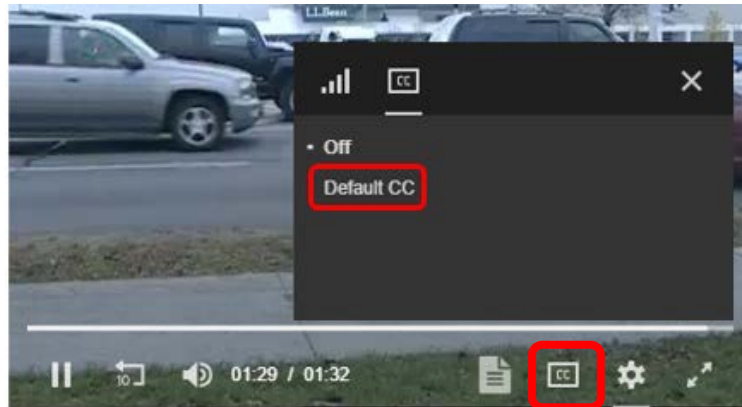 L.L.Bean
CC
• Off
Default CC
10
01:29 / 01:32
CC